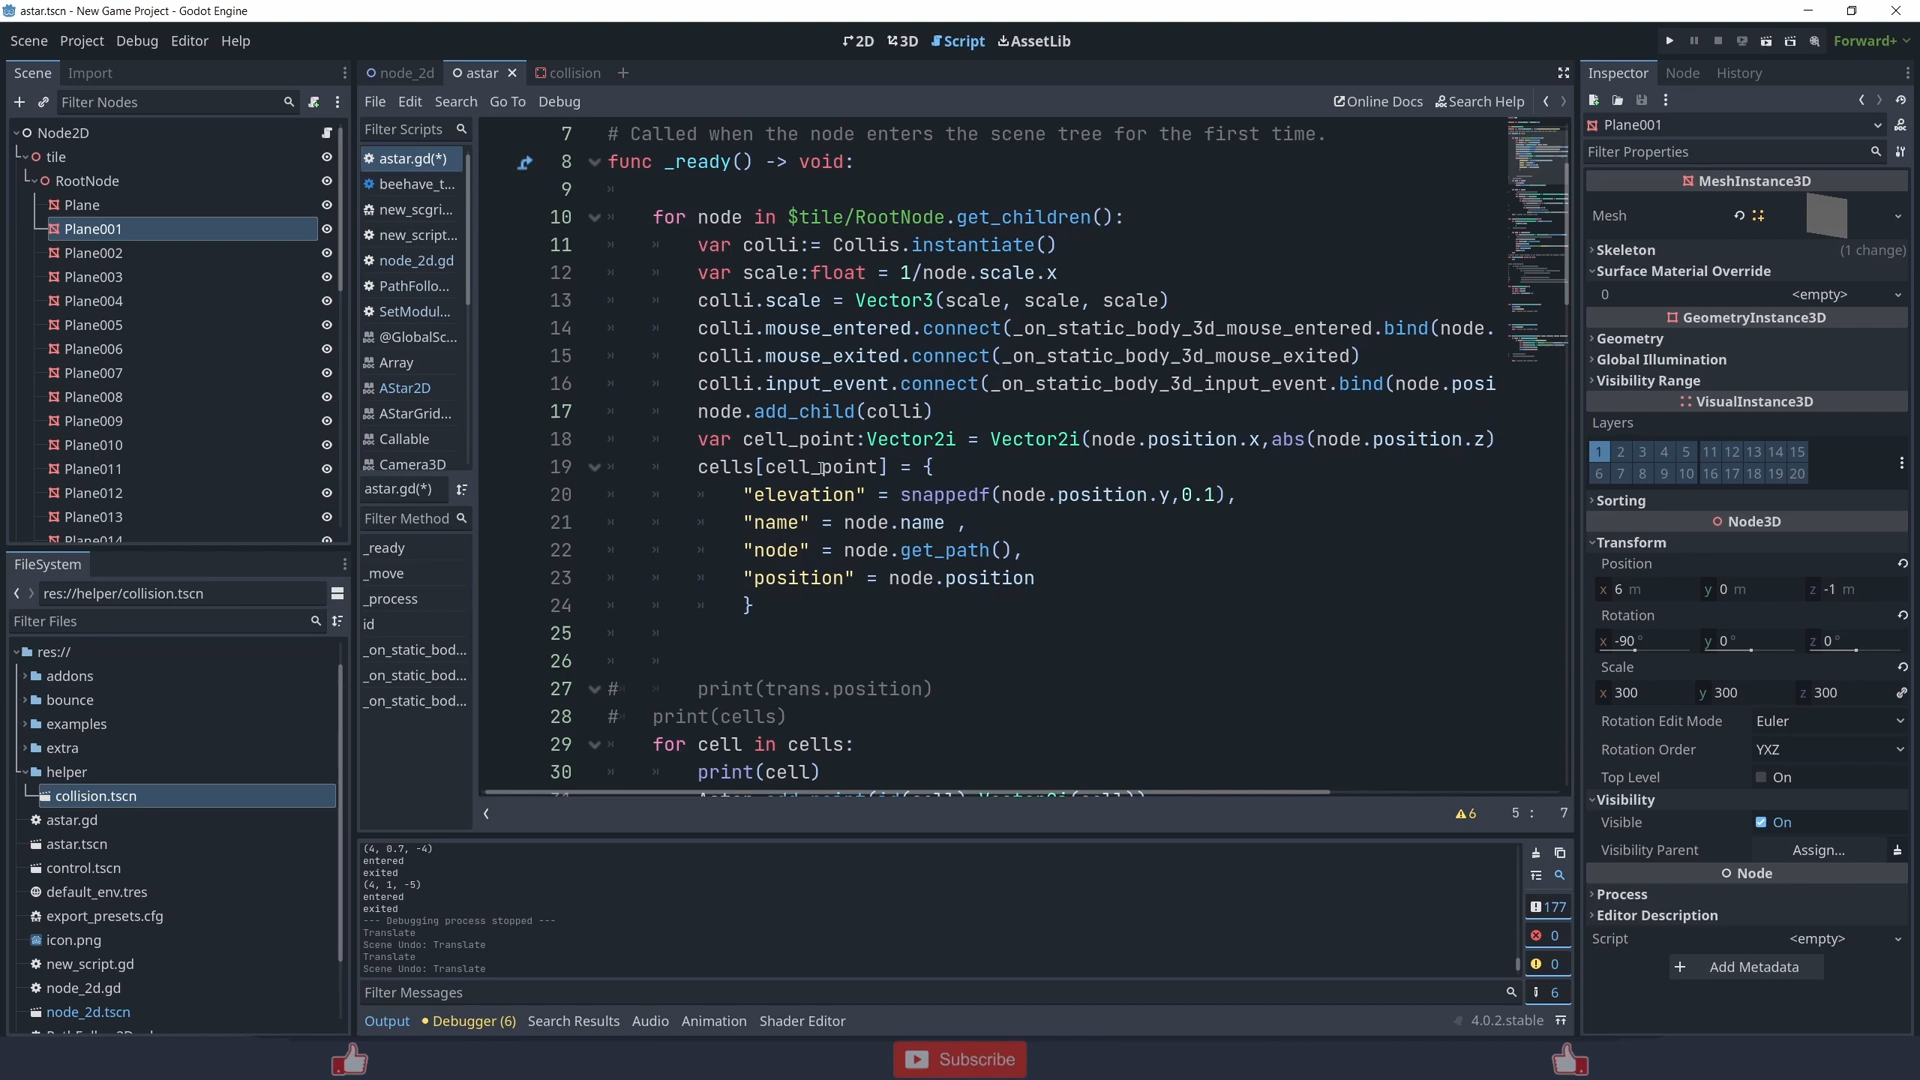 astar.tscn - New Game Project - Godot Engine
Scene Project Debug Editor Help
2D 3D Script AssetLib
Forward+
Scene Import
Filter Nodes
Node2D
tile
RootNode
Plane
Plane001
Plane002
Plane003
Plane004
Plane005
Plane006
Plane007
Plane008
Plane009
Plane010
Plane011
Plane012
Plane013
Plane014
FileSystem
res://helper/collision.tscn
Filter Files
res://
addons
bounce
examples
extra
helper
collision.tscn
astar.gd
astar.tscn
control.tscn
default_env.tres
export_presets.cfg
icon.png
new_script.gd
node_2d.gd
node_2d.tscn
node_2d astar collision
File Edit Search Go To Debug
Online Docs Search Help
Filter Scripts
astar.gd(*)
beehave_t...
new_scgri...
new_script...
node_2d.gd
PathFollo...
SetModul...
@GlobalSc...
Array
AStar2D
AStarGrid...
Callable
Camera3D
astar.gd(*)
Filter Method
_ready
_move
_process
id
_on_static_bod...
_on_static_bod...
_on_static_bod...
7 # Called when the node enters the scene tree for the first time.
8 func _ready() -> void:
9
10 for node in $tile/RootNode.get_children():
11 var colli:= Collis.instantiate()
12 var scale:float = 1/node.scale.x
13 colli.scale = Vector3(scale, scale, scale)
14 colli.mouse_entered.connect(_on_static_body_3d_mouse_entered.bind(node.
15 colli.mouse_exited.connect(_on_static_body_3d_mouse_exited)
16 colli.input_event.connect(_on_static_body_3d_input_event.bind(node.posi
17 node.add_child(colli)
18 var cell_point:Vector2i = Vector2i(node.position.x,abs(node.position.z)
19 cells[cell_point] = {
20 "elevation" = snappedf(node.position.y,0.1),
21 "name" = node.name ,
22 "node" = node.get_path(),
23 "position" = node.position
24 }
25
26
27 # print(trans.position)
28 # print(cells)
29 for cell in cells:
30 print(cell)
6 5 : 7
(4, 0.7, -4)
entered
exited
(4, 1, -5)
entered
exited
--- Debugging process stopped ---
Translate
Scene Undo: Translate
Translate
Scene Undo: Translate
177
0
0
6
Filter Messages
Output Debugger (6) Search Results Audio Animation Shader Editor
4.0.2.stable
Inspector Node History
Plane001
Filter Properties
MeshInstance3D
Mesh
Skeleton (1 change)
Surface Material Override
0 <empty>
GeometryInstance3D
Geometry
Global Illumination
Visibility Range
VisualInstance3D
Layers
1 2 3 4 5 11 12 13 14 15
6 7 8 9 10 16 17 18 19 20
Sorting
Node3D
Transform
Position
x 6 m y 0 m z -1 m
Rotation
x -90 ° y 0 ° z 0 °
Scale
x 300 y 300 z 300
Rotation Edit Mode Euler
Rotation Order YXZ
Top Level On
Visibility
Visible On
Visibility Parent Assign...
Node
Process
Editor Description
Script <empty>
+ Add Metadata
Subscribe